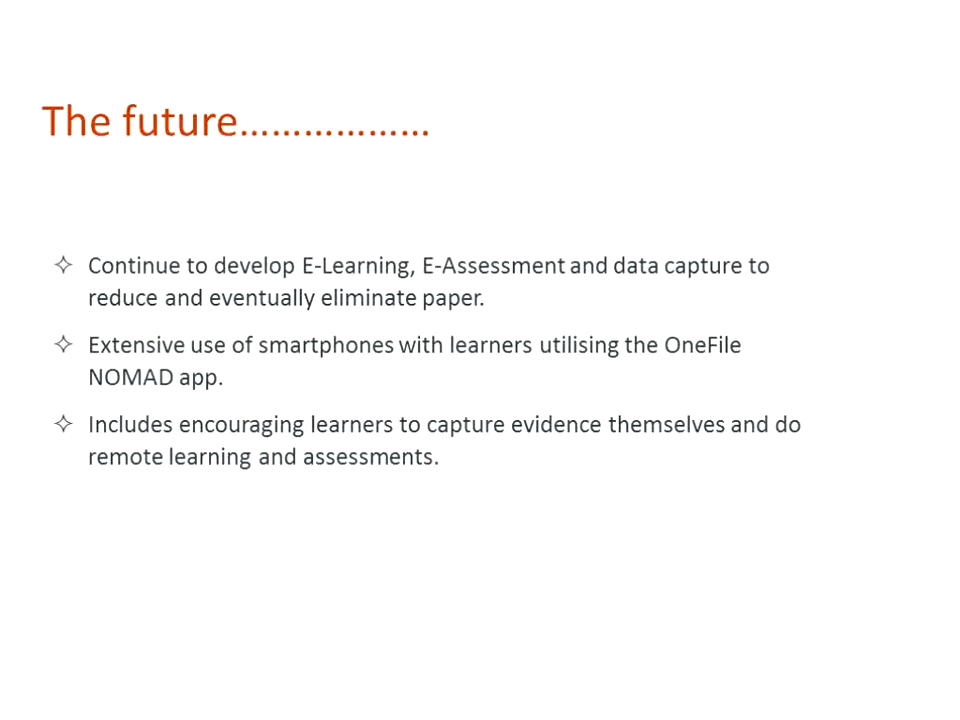 The future………………
Continue to develop E-Learning, E-Assessment and data capture to
reduce and eventually eliminate paper.
Extensive use of smartphones with learners utilising the OneFile
NOMAD app.
Includes encouraging learners to capture evidence themselves and do
remote learning and assessments.